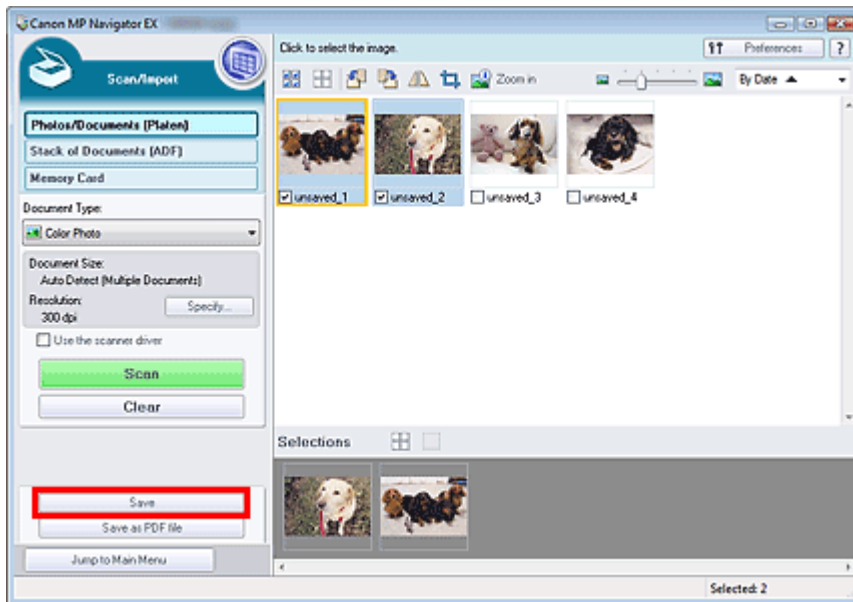 Canon MP Navigator EX
Scan/Import
Photos/Documents (Platen)
Stack of Documents (ADF)
Memory Card
Document Type:
Color Photo
Document Size:
Auto Detect (Multiple Documents)
Resolution:
300 dpi
Specify...
Use the scanner driver
Scan
Clear
Save
Save as PDF file
Jump to Main Menu
Click to select the image.
Preferences
?
Zoom in
By Date
unsaved_1
unsaved_2
unsaved_3
unsaved_4
Selections
Selected: 2